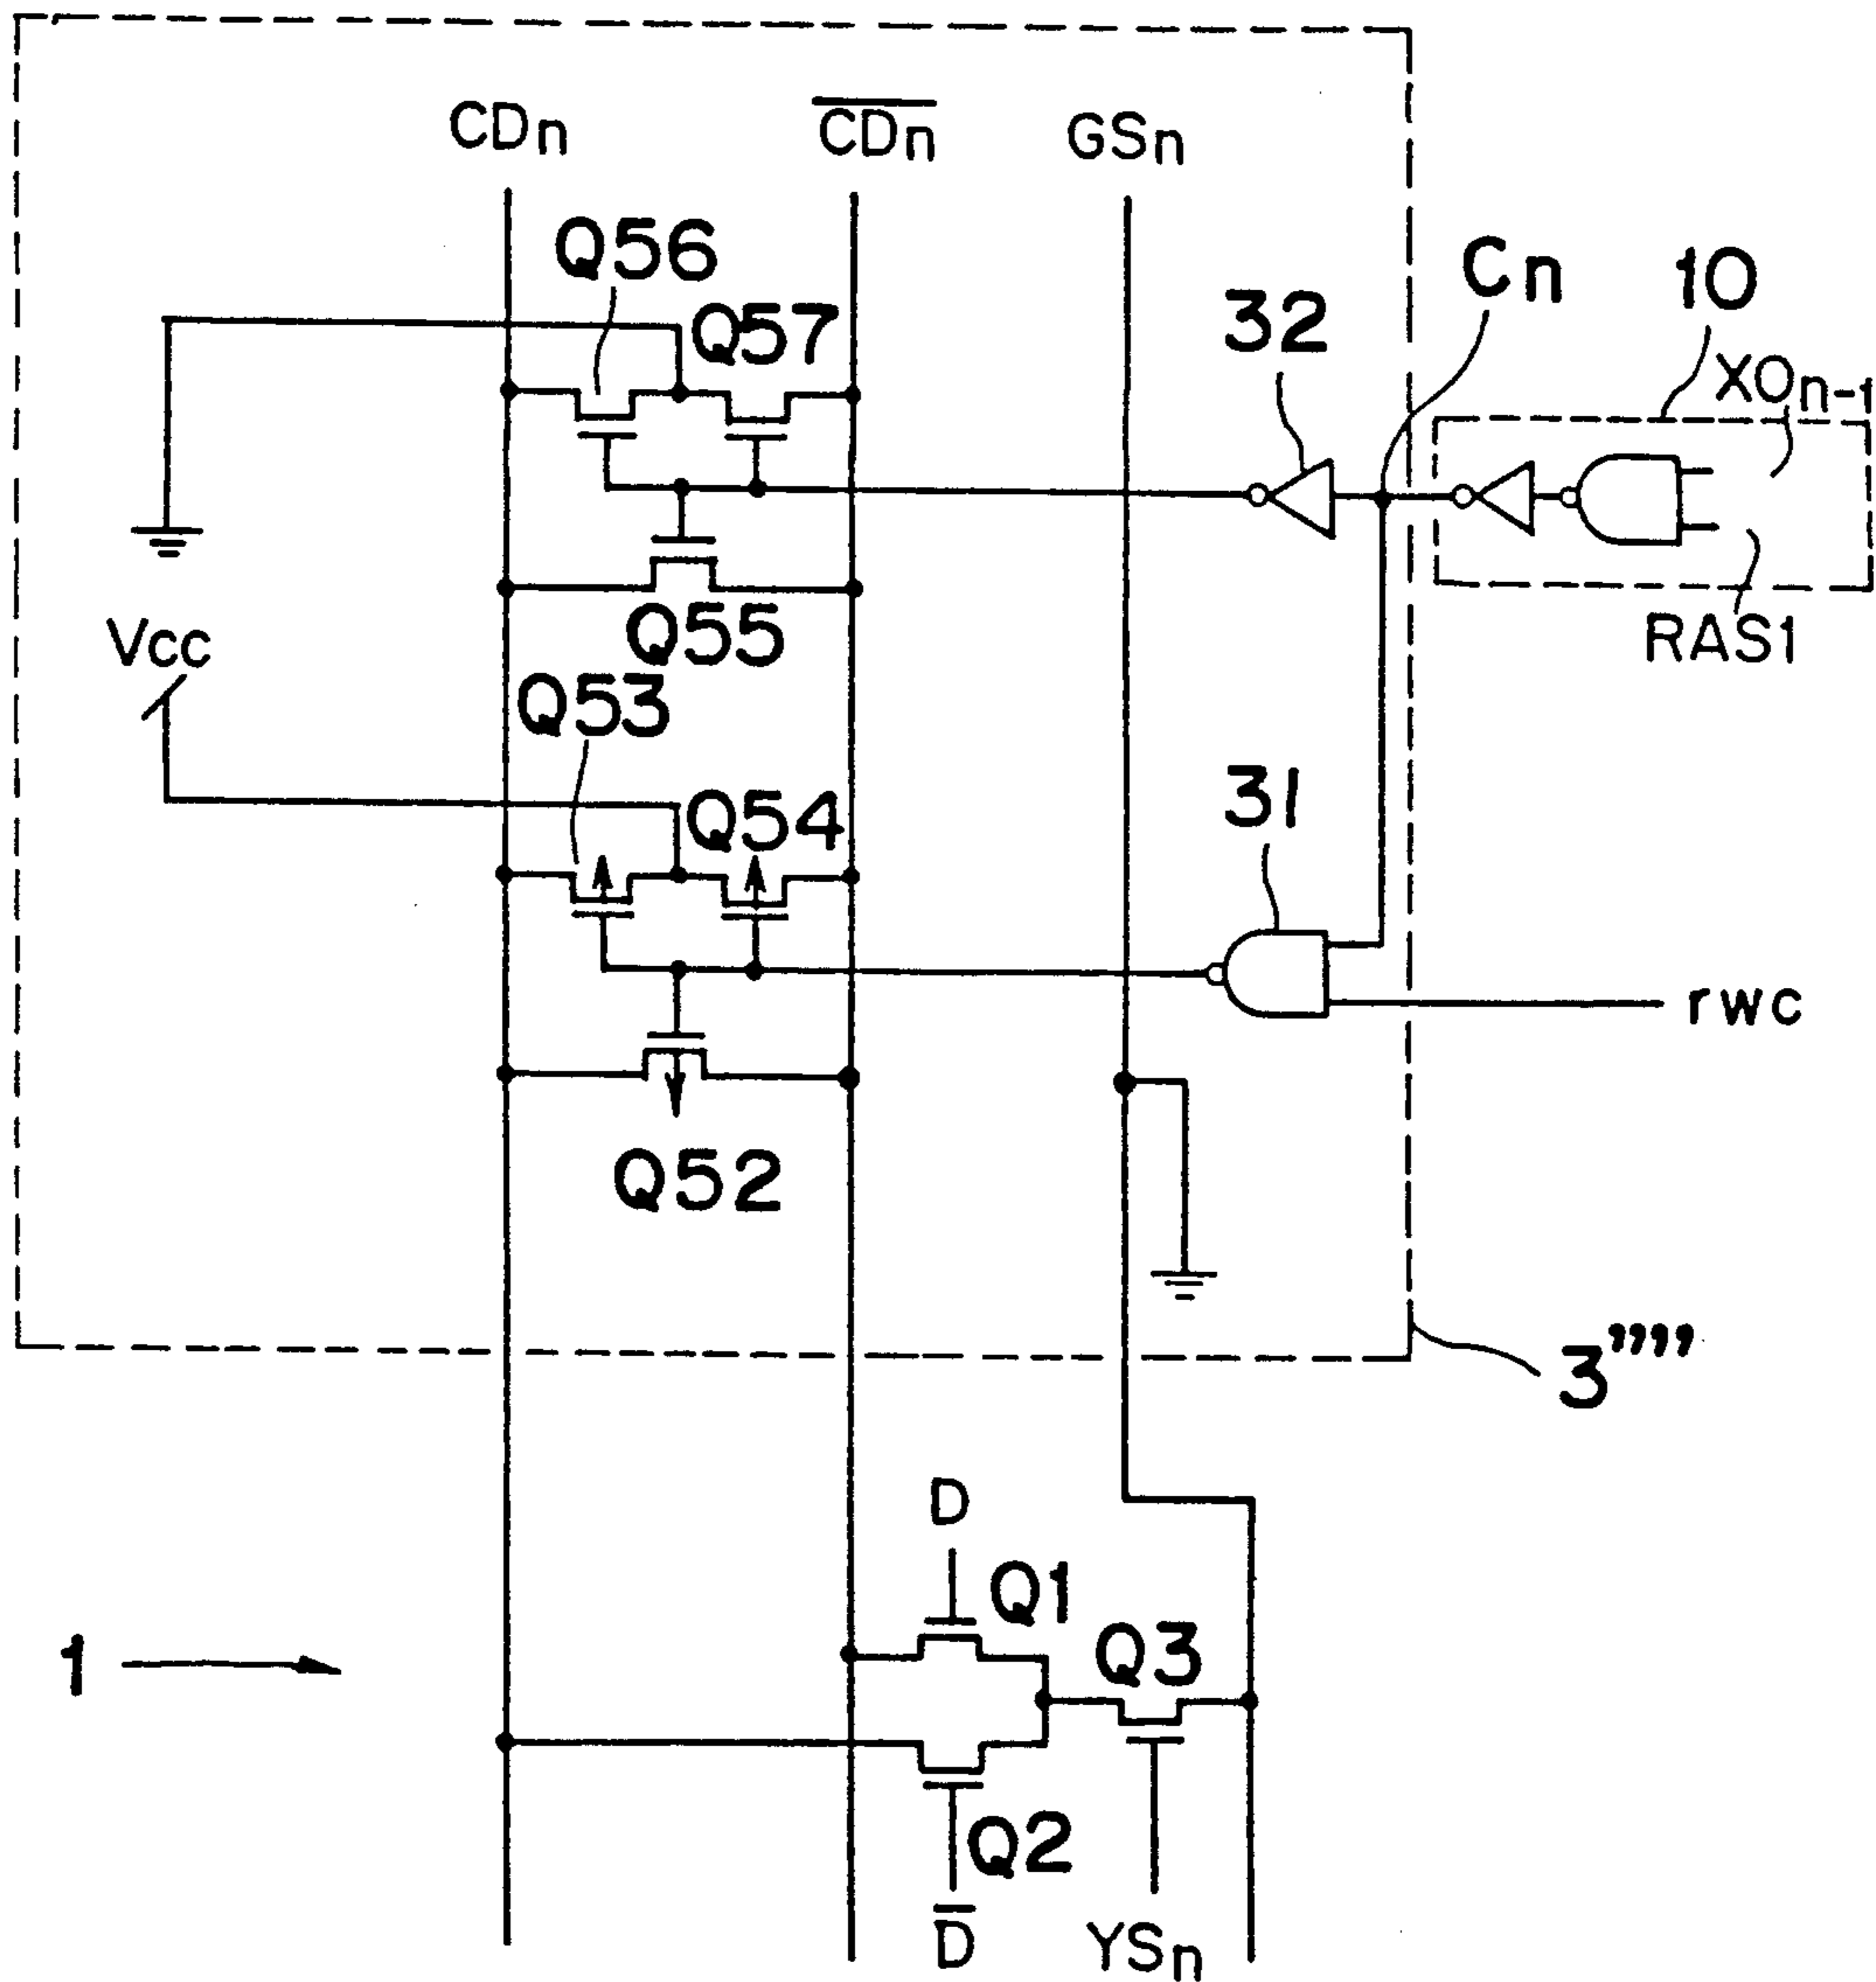 CDn
C̅D̅n̅
GSn
Q56
Q57
32
Cn
10
XOn-1
RAS1
Q55
Vcc
Q53
Q54
31
rwc
Q52
3''''
D
Q1
1
Q3
Q2
D̅
YSn